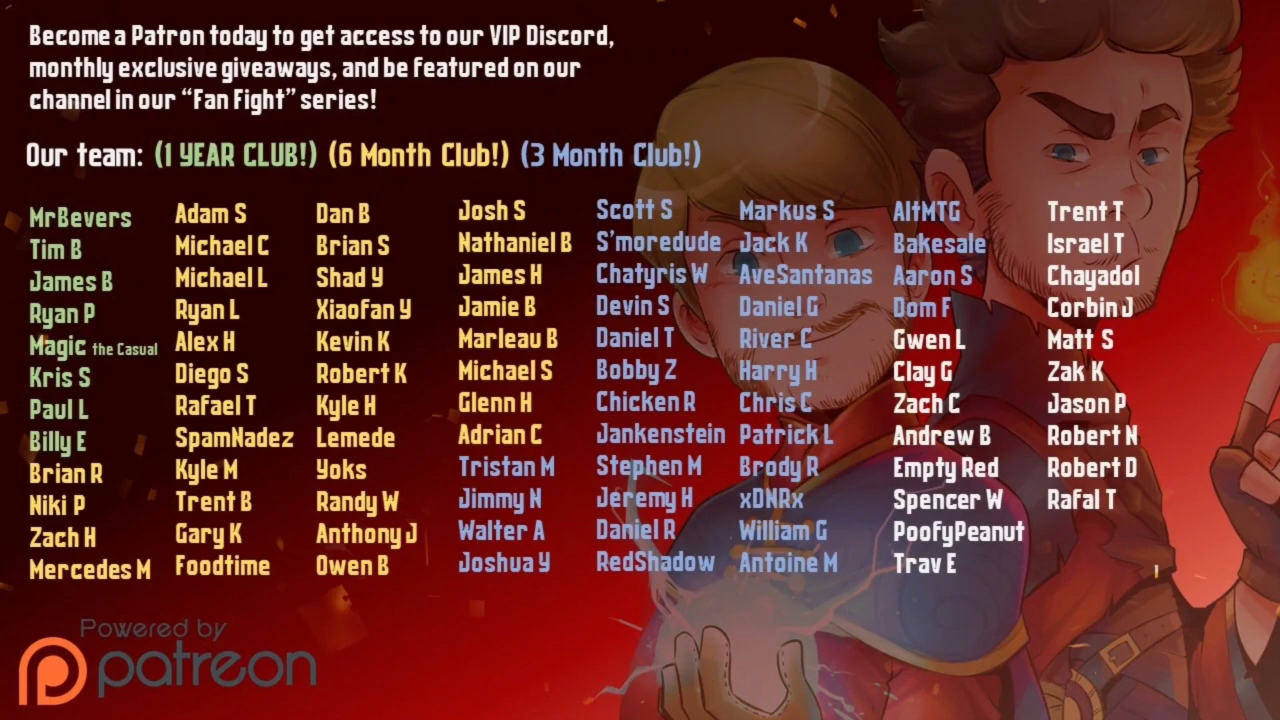 Become a Patron today to get access to our VIP Discord,
monthly exclusive giveaways, and be featured on our
channel in our “Fan Fight” series!
Our team: (1 YEAR CLUB!) (6 Month Club!) (3 Month Club!)
MrBevers
Tim B
James B
Ryan P
Magic the Casual
Kris S
Paul L
Billy E
Brian R
Niki P
Zach H
Mercedes M
Adam S
Michael C
Michael L
Ryan L
Alex H
Diego S
Rafael T
SpamNadez
Kyle M
Trent B
Gary K
Foodtime
Dan B
Brian S
Shad Y
Xiaofan Y
Kevin K
Robert K
Kyle H
Lemede
Yoks
Randy W
Anthony J
Owen B
Josh S
Nathaniel B
James H
Jamie B
Marleau B
Michael S
Glenn H
Adrian C
Tristan M
Jimmy N
Walter A
Joshua Y
Scott S
S'moredude
Chatyris W
Devin S
Daniel T
Bobby Z
Chicken R
Jankenstein
Stephen M
Jeremy H
Daniel R
RedShadow
Markus S
Jack K
AveSantanas
Daniel G
River C
Harry H
Chris C
Patrick L
Brody R
xDNRx
William G
Antoine M
AltMTG
Bakesale
Aaron S
Dom F
Gwen L
Clay G
Zach C
Andrew B
Empty Red
Spencer W
PoofyPeanut
Trav E
Trent T
Israel T
Chayadol
Corbin J
Matt S
Zak K
Jason P
Robert N
Robert D
Rafal T
Powered by
patreon